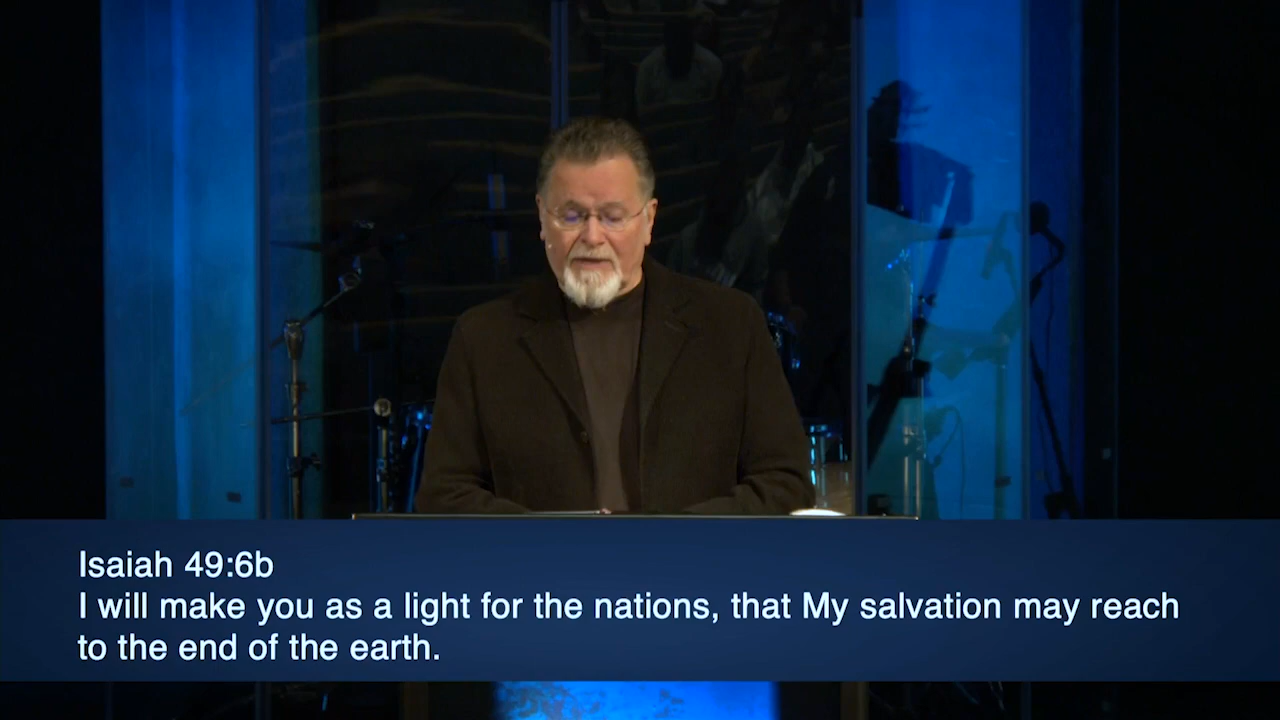 Isaiah 49:6b
I will make you as a light for the nations, that My salvation may reach
to the end of the earth.